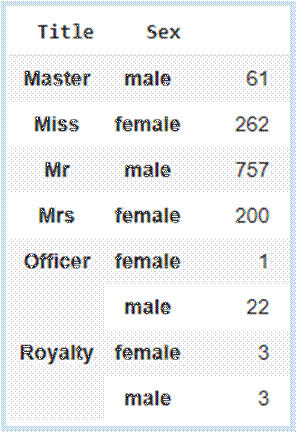 Title Sex
Master male 61
Miss female 262
Mr male 757
Mrs female 200
Officer female 1
male 22
Royalty female 3
male 3